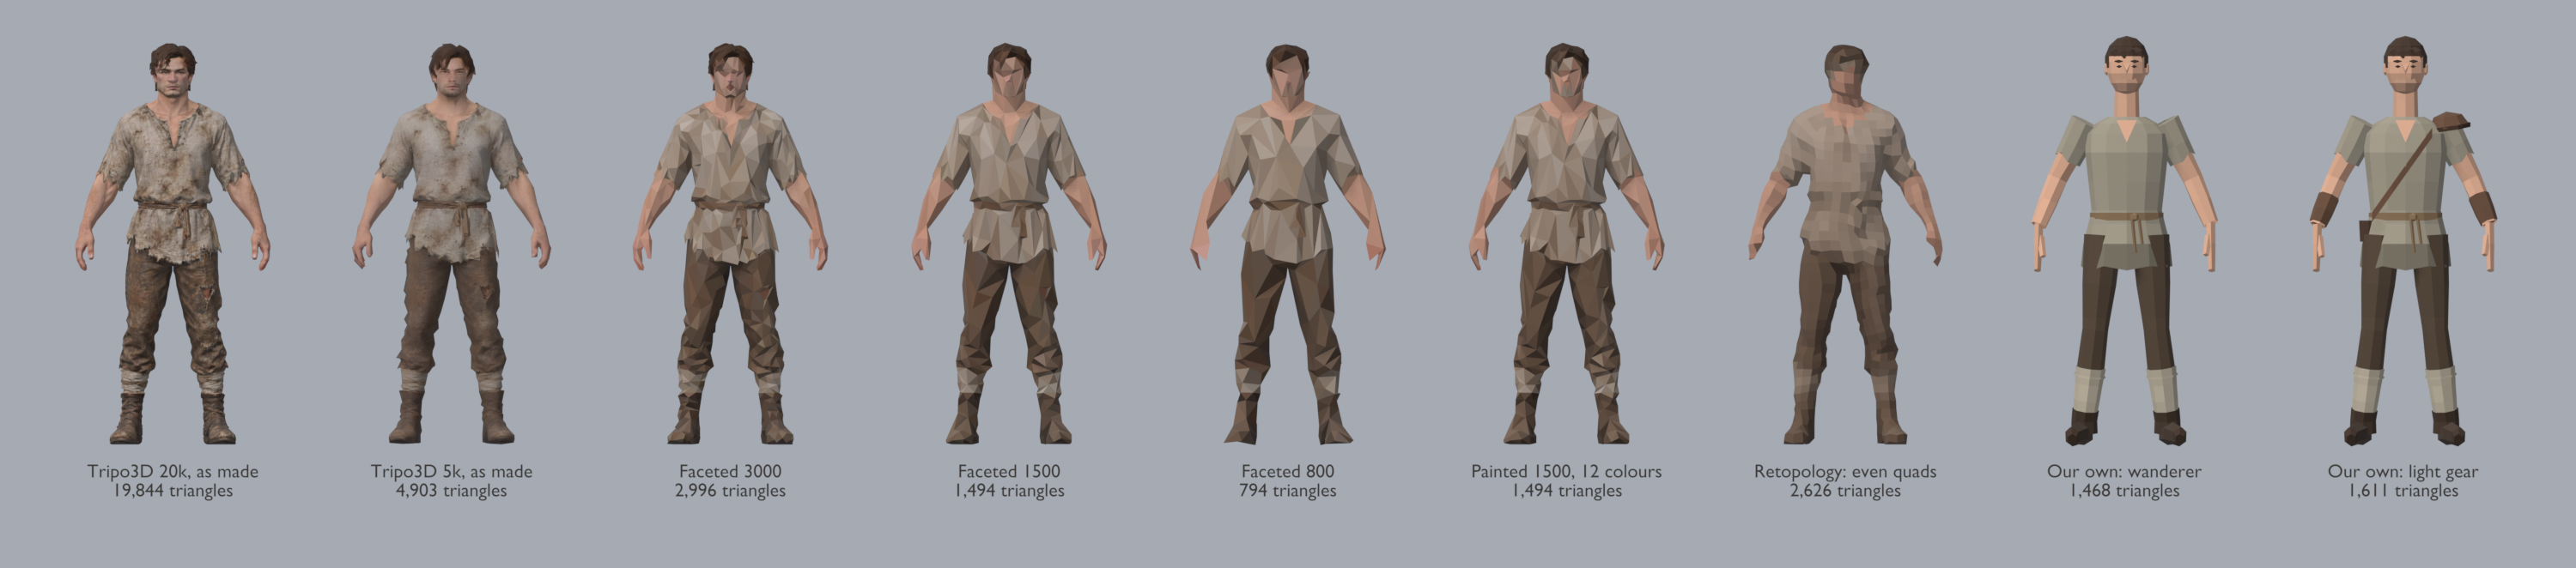 Tripo3D 20k, as made
19,844 triangles
Tripo3D 5k, as made
4,903 triangles
Faceted 3000
2,996 triangles
Faceted 1500
1,494 triangles
Faceted 800
794 triangles
Painted 1500, 12 colours
1,494 triangles
Retopology: even quads
2,626 triangles
Our own: wanderer
1,468 triangles
Our own: light gear
1,611 triangles